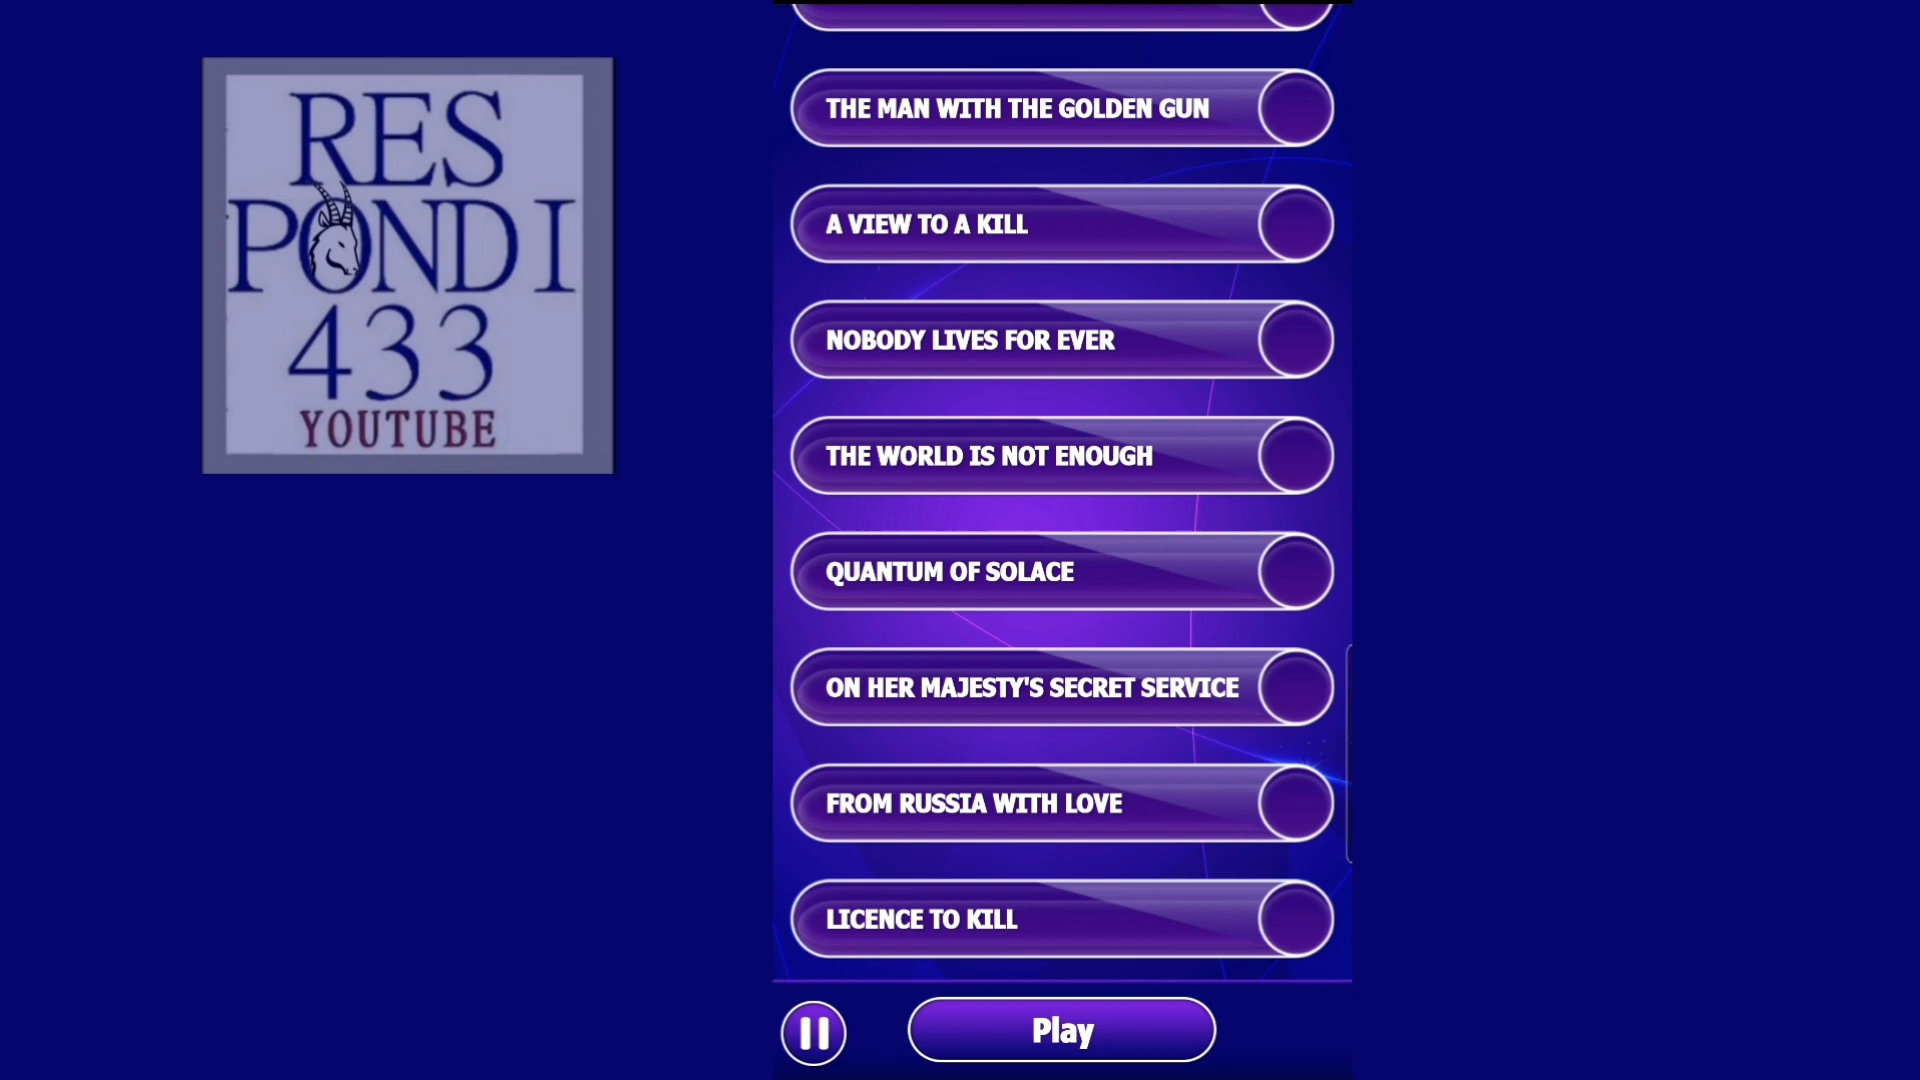 RES
POND I
433
YOUTUBE
THE MAN WITH THE GOLDEN GUN
A VIEW TO A KILL
NOBODY LIVES FOR EVER
THE WORLD IS NOT ENOUGH
QUANTUM OF SOLACE
ON HER MAJESTY'S SECRET SERVICE
FROM RUSSIA WITH LOVE
LICENCE TO KILL
Play